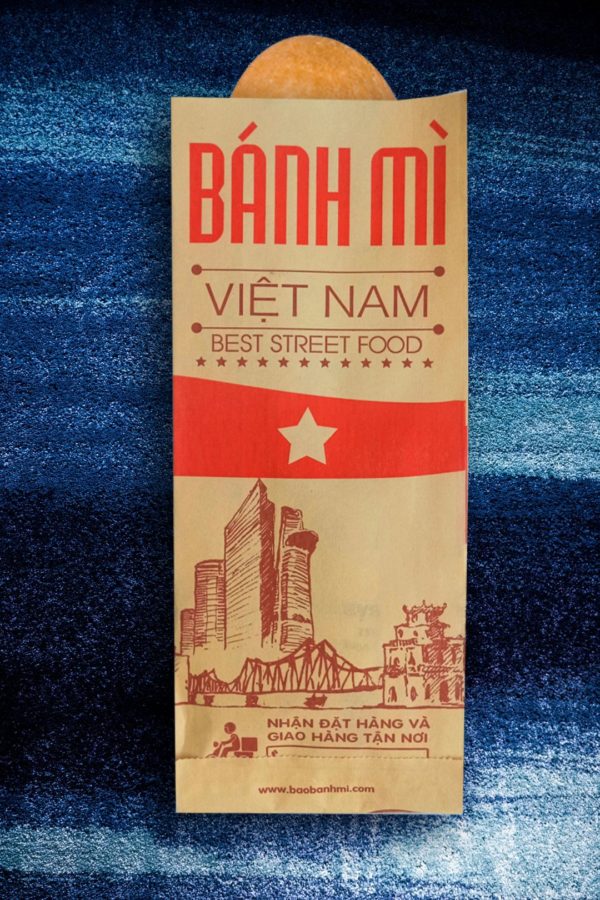 BÁNH MÌ
VIỆT NAM
BEST STREET FOOD
NHẬN ĐẶT HÀNG VÀ
GIAO HÀNG TẬN NƠI
www.baobanhmi.com